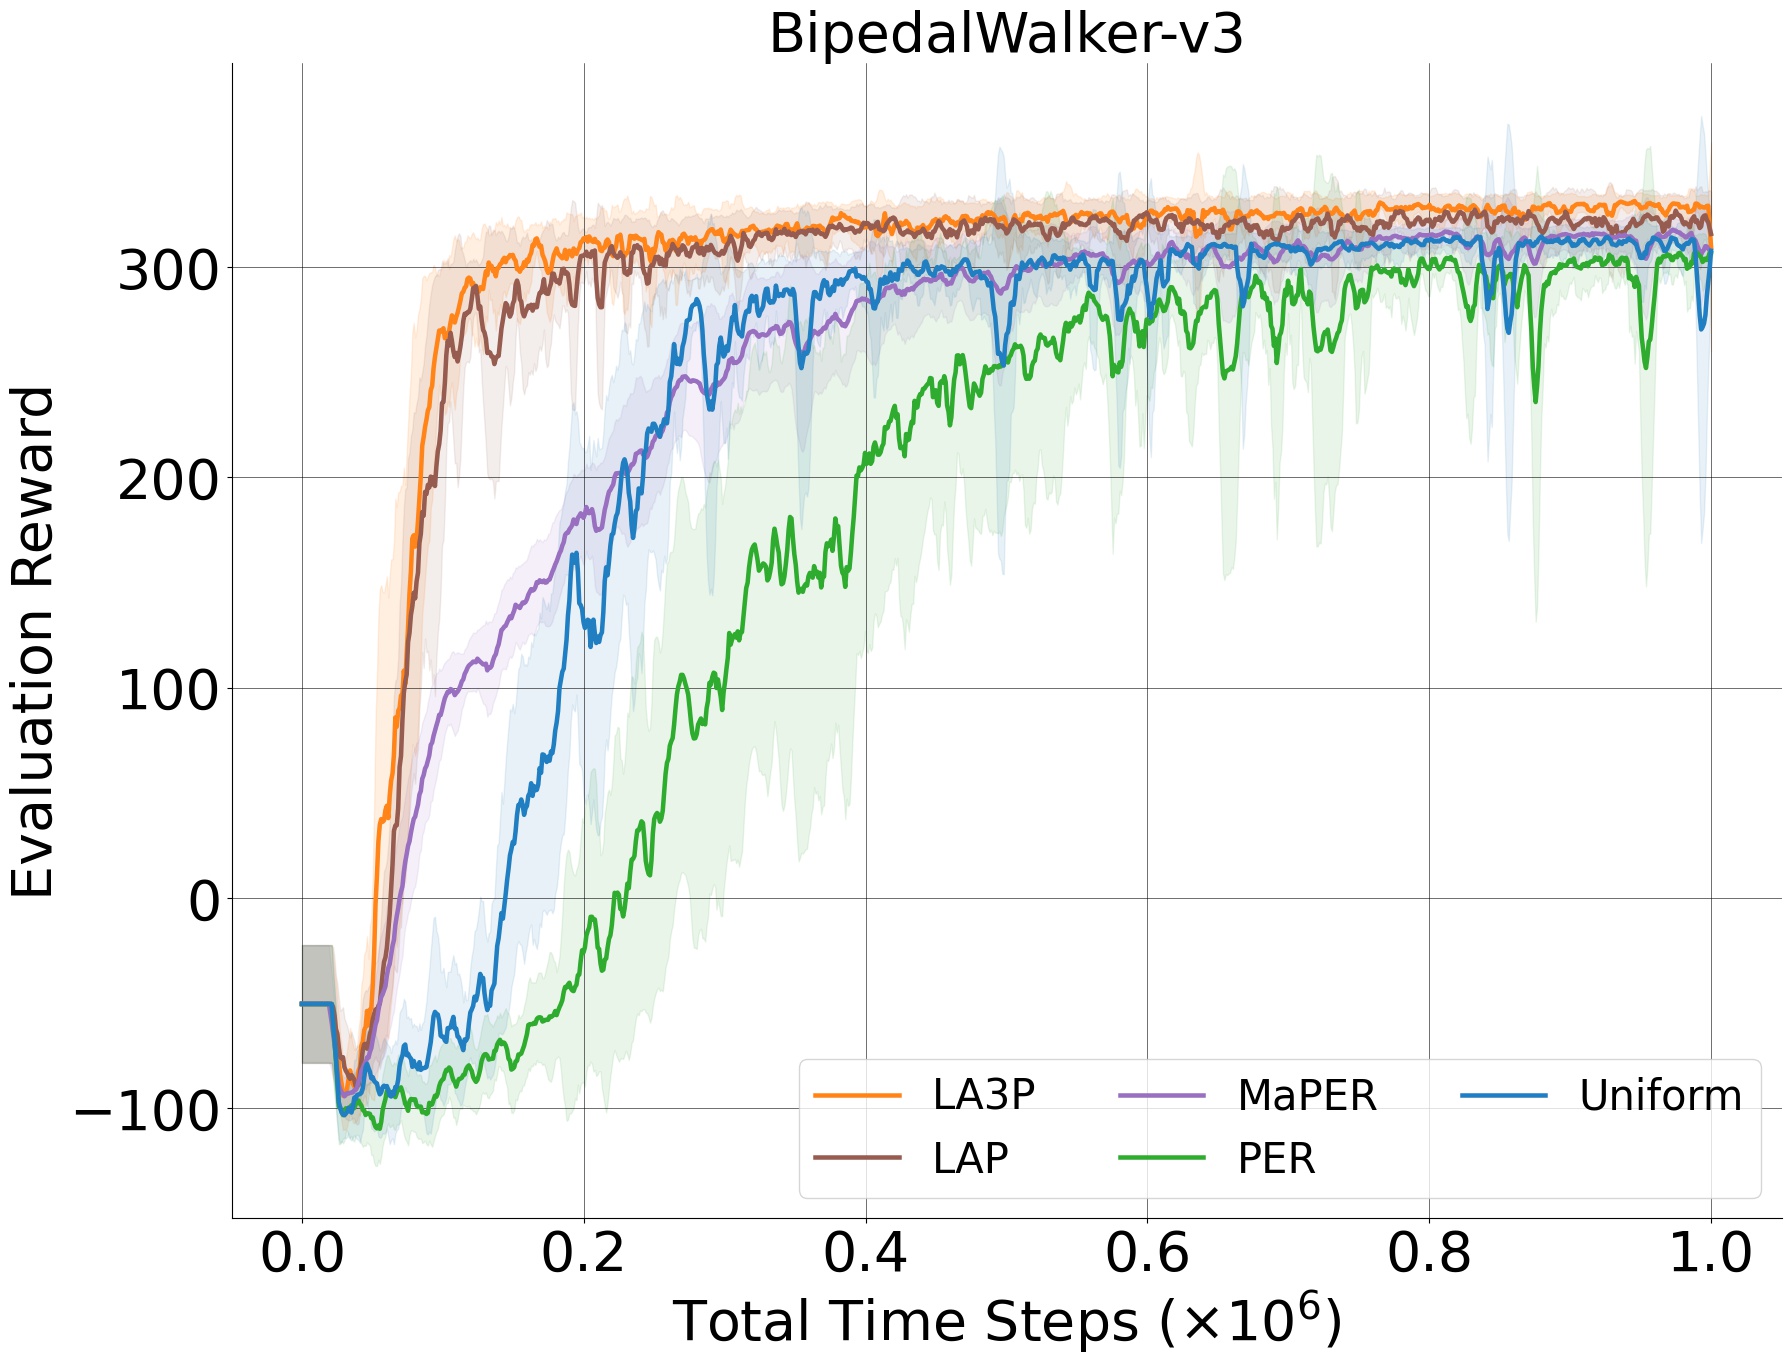 BipedalWalker-v3
Evaluation Reward
300
200
100
0
−100
LA3P
MaPER
Uniform
LAP
PER
0.0 0.2 0.4 0.6 0.8 1.0
Total Time Steps (×10⁶)